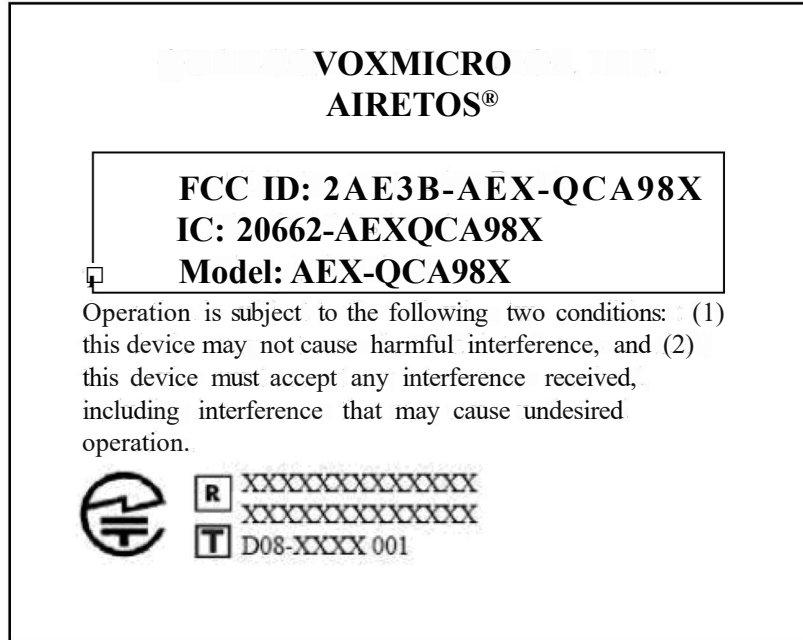 VOXMICRO
AIRETOS®
FCC ID: 2AE3B-AEX-QCA98X
IC: 20662-AEXQCA98X
Model: AEX-QCA98X
Operation is subject to the following two conditions: (1)
this device may not cause harmful interference, and (2)
this device must accept any interference received,
including interference that may cause undesired
operation.
R XXXXXXXXXXXXXX
XXXXXXXXXXXXXX
T D08-XXXX 001